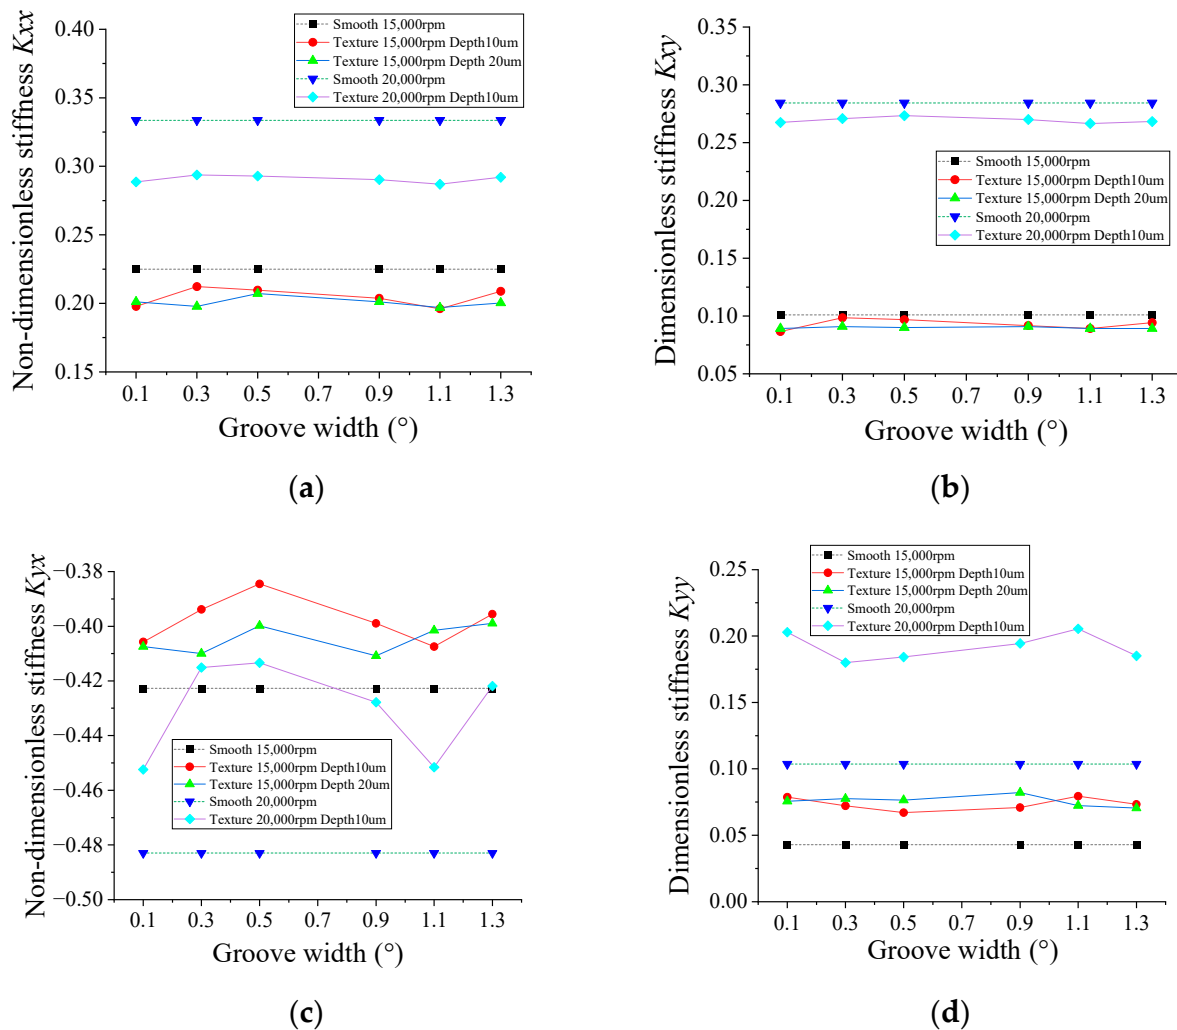 Non-dimensionless stiffness Kxx
0.40
0.35
0.30
0.25
0.20
0.15
Smooth 15,000rpm
Texture 15,000rpm Depth10um
Texture 15,000rpm Depth 20um
Smooth 20,000rpm
Texture 20,000rpm Depth10um
0.1 0.3 0.5 0.7 0.9 1.1 1.3
Groove width (°)
(a)
Dimensionless stiffness Kxy
0.35
0.30
0.25
0.20
0.15
0.10
0.05
Smooth 15,000rpm
Texture 15,000rpm Depth10um
Texture 15,000rpm Depth 20um
Smooth 20,000rpm
Texture 20,000rpm Depth10um
0.1 0.3 0.5 0.7 0.9 1.1 1.3
Groove width (°)
(b)
Non-dimensionless stiffness Kyx
−0.38
−0.40
−0.42
−0.44
−0.46
−0.48
−0.50
Smooth 15,000rpm
Texture 15,000rpm Depth10um
Texture 15,000rpm Depth 20um
Smooth 20,000rpm
Texture 20,000rpm Depth10um
0.1 0.3 0.5 0.7 0.9 1.1 1.3
Groove width (°)
(c)
Dimensionless stiffness Kyy
0.25
0.20
0.15
0.10
0.05
0.00
Smooth 15,000rpm
Texture 15,000rpm Depth10um
Texture 15,000rpm Depth 20um
Smooth 20,000rpm
Texture 20,000rpm Depth10um
0.1 0.3 0.5 0.7 0.9 1.1 1.3
Groove width (°)
(d)